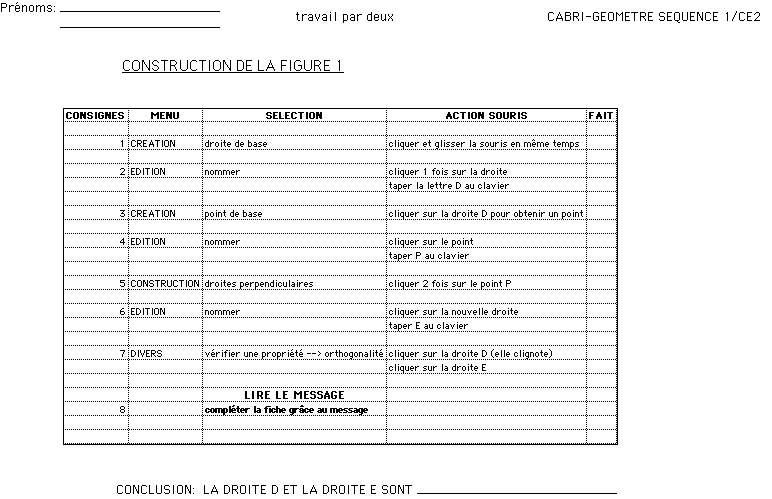 Prénoms:
travail par deux
CABRI-GEOMETRE SEQUENCE 1/CE2
CONSTRUCTION DE LA FIGURE 1
CONSIGNES MENU SELECTION ACTION SOURIS FAIT
1 CREATION droite de base cliquer et glisser la souris en même temps
2 EDITION nommer cliquer 1 fois sur la droite
taper la lettre D au clavier
3 CREATION point de base cliquer sur la droite D pour obtenir un point
4 EDITION nommer cliquer sur le point
taper P au clavier
5 CONSTRUCTION droites perpendiculaires cliquer 2 fois sur le point P
6 EDITION nommer cliquer sur la nouvelle droite
taper E au clavier
7 DIVERS vérifier une propriété --> orthogonalité cliquer sur la droite D (elle clignote)
cliquer sur la droite E
LIRE LE MESSAGE
8 compléter la fiche grâce au message
CONCLUSION: LA DROITE D ET LA DROITE E SONT